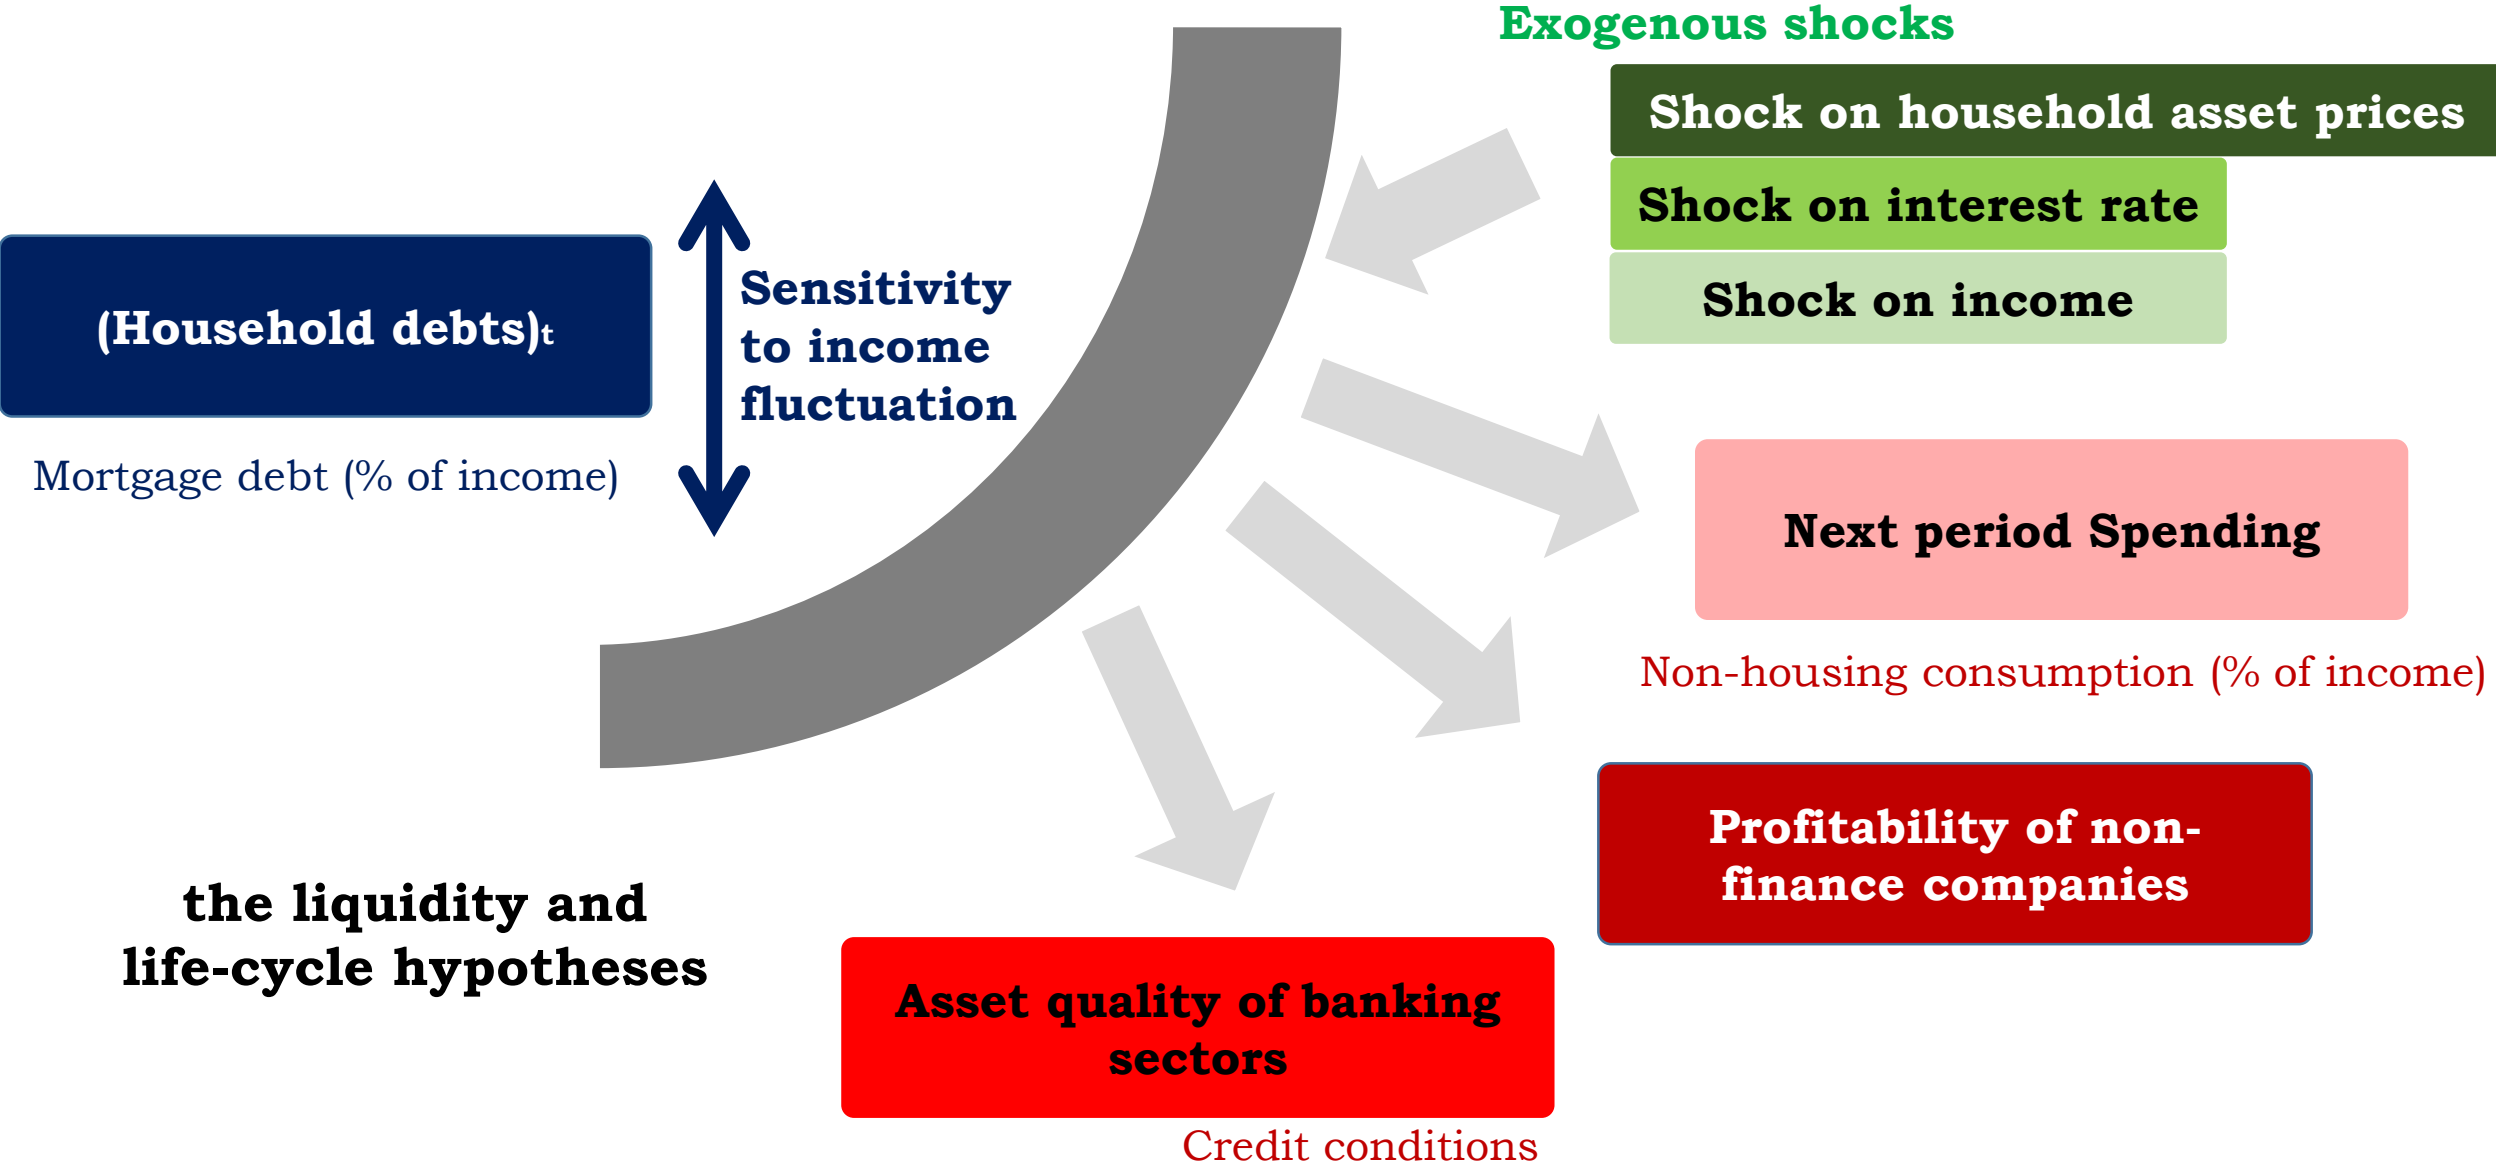 Exogenous shocks
Shock on household asset prices
Shock on interest rate
Shock on income
(Household debts)t
Mortgage debt (% of income)
Sensitivity
to income
fluctuation
Next period Spending
Non-housing consumption (% of income)
Profitability of non-
finance companies
the liquidity and
life-cycle hypotheses
Asset quality of banking
sectors
Credit conditions